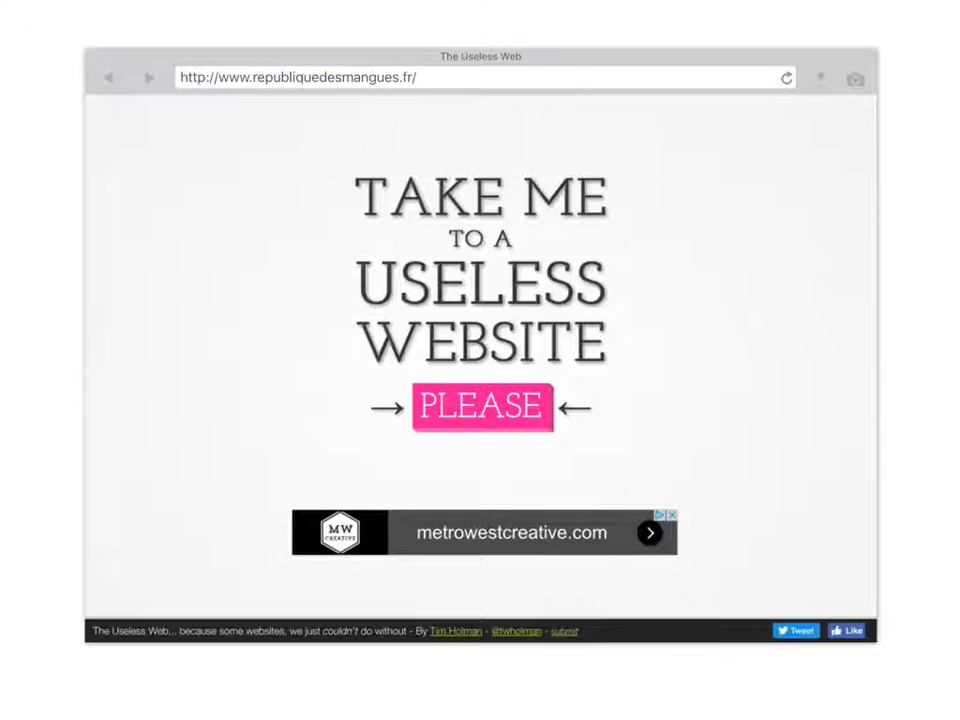 The Useless Web
http://www.republiquedesmangues.fr/
TAKE ME
TO A
USELESS
WEBSITE
→ PLEASE ←
MW
CREATIVE
metrowestcreative.com
The Useless Web... because some websites, we just couldn't do without - By Tim Holman - @twholman - submit
Tweet
Like